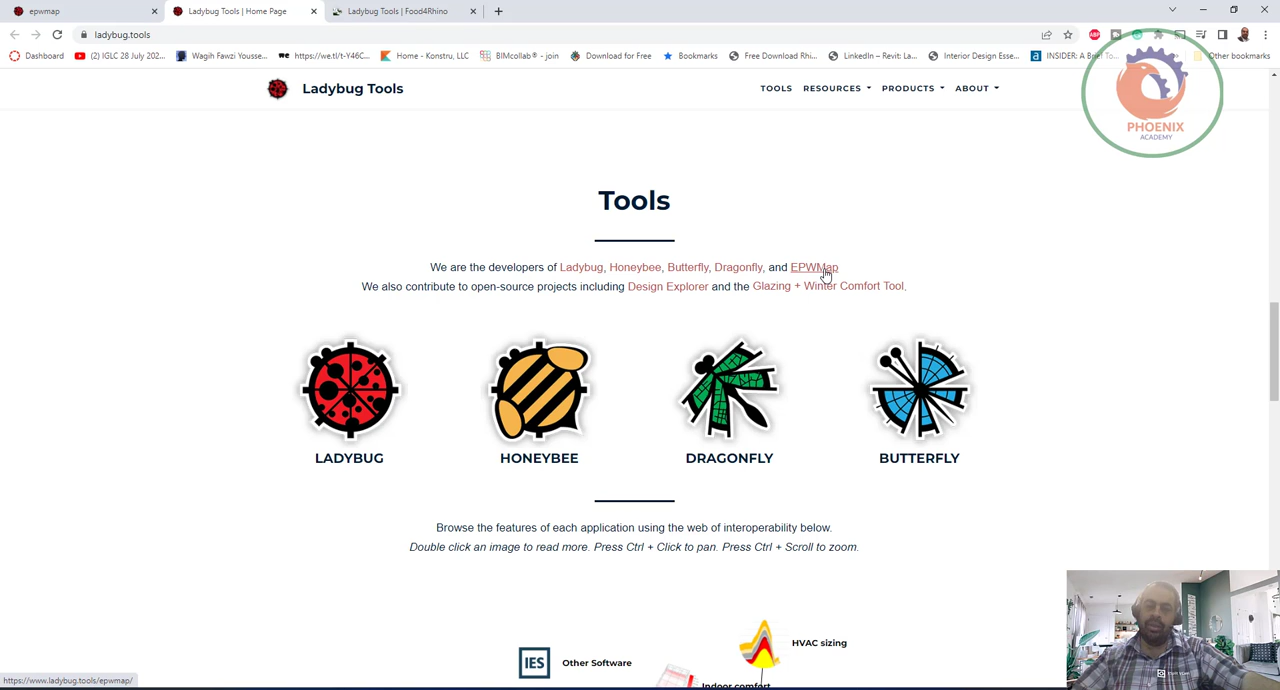 epwmap
Ladybug Tools | Home Page
Ladybug Tools | Food4Rhino
ladybug.tools
Dashboard
(2) IGLC 28 July 202...
Wagih Fawzi Yousse...
https://we.tl/t-Y46C...
Home - Konstru, LLC
BIMcollab® - join
Download for Free
Bookmarks
Free Download Rhi...
LinkedIn – Revit: La...
Interior Design Esse...
INSIDER: A Brief To...
Other bookmarks
Ladybug Tools
TOOLS
RESOURCES
PRODUCTS
ABOUT
PHOENIX
ACADEMY
Tools
We are the developers of Ladybug, Honeybee, Butterfly, Dragonfly, and EPWMap
We also contribute to open-source projects including Design Explorer and the Glazing + Winter Comfort Tool.
LADYBUG
HONEYBEE
DRAGONFLY
BUTTERFLY
Browse the features of each application using the web of interoperability below.
Double click an image to read more. Press Ctrl + Click to pan. Press Ctrl + Scroll to zoom.
HVAC sizing
IES
Other Software
Indoor comfort
https://www.ladybug.tools/epwmap/